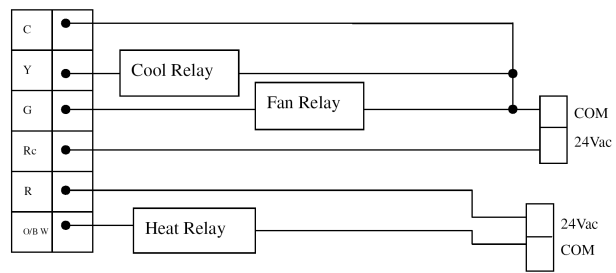 C
Y
Cool Relay
G
Fan Relay
COM
Rc
24Vac
R
24Vac
O/B W
Heat Relay
COM